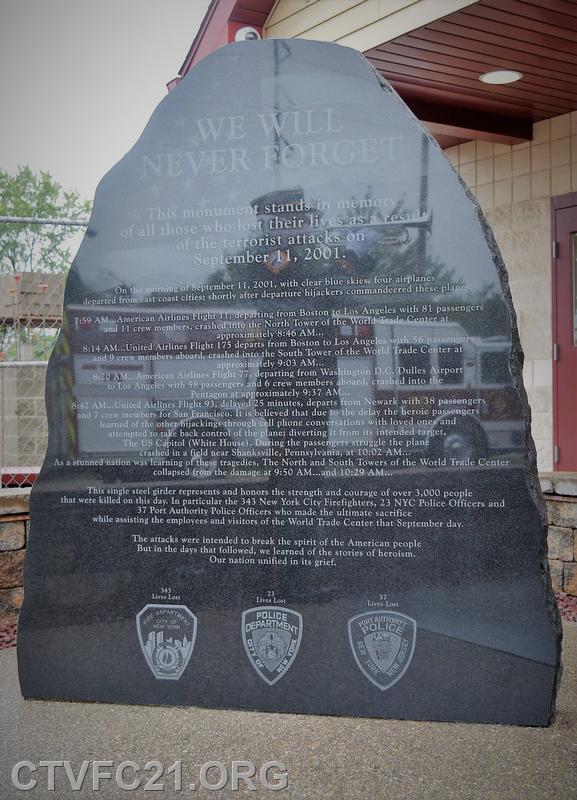 WE WILL
NEVER FORGET
This monument stands in memory
of all those who lost their lives as a result
of the terrorist attacks on
September 11, 2001.
On the morning of September 11, 2001, with clear blue skies, four airplanes
departed from east coast cities; shortly after departure hijackers commandeered these planes.
7:59 AM...American Airlines Flight 11, departing from Boston to Los Angeles with 81 passengers
and 11 crew members, crashed into the North Tower of the World Trade Center at
approximately 8:46 AM...
8:14 AM...United Airlines Flight 175 departs from Boston to Los Angeles with 56 passengers
and 9 crew members aboard, crashed into the South Tower of the World Trade Center at
approximately 9:03 AM...
8:20 AM...American Airlines Flight 77, departing from Washington D.C. Dulles Airport
to Los Angeles with 58 passengers and 6 crew members aboard, crashed into the
Pentagon at approximately 9:37 AM...
8:42 AM...United Airlines Flight 93, delayed 25 minutes, departs from Newark with 38 passengers
and 7 crew members for San Francisco. It is believed that due to the delay the heroic passengers
learned of the other hijackings through cell phone conversations with loved ones and
attempted to take back control of the plane; diverting it from its intended target,
The US Capitol (White House). During the passengers struggle the plane
crashed in a field near Shanksville, Pennsylvania, at 10:02 AM...
As a stunned nation was learning of these tragedies, The North and South Towers of the World Trade Center
collapsed from the damage at 9:50 AM...and 10:29 AM...
This single steel girder represents and honors the strength and courage of over 3,000 people
that were killed on this day. In particular the 343 New York City Firefighters, 23 NYC Police Officers and
37 Port Authority Police Officers who made the ultimate sacrifice
while assisting the employees and visitors of the World Trade Center that September day.
The attacks were intended to break the spirit of the American people
But in the days that followed, we learned of the stories of heroism.
Our nation unified in its grief.
343
Lives Lost
FIRE DEPARTMENT
CITY OF
NEW YORK
23
Lives Lost
POLICE
DEPARTMENT
CITY OF NEW YORK
37
Lives Lost
PORT AUTHORITY
POLICE
NEW YORK NEW JERSEY
CTVFC21.ORG